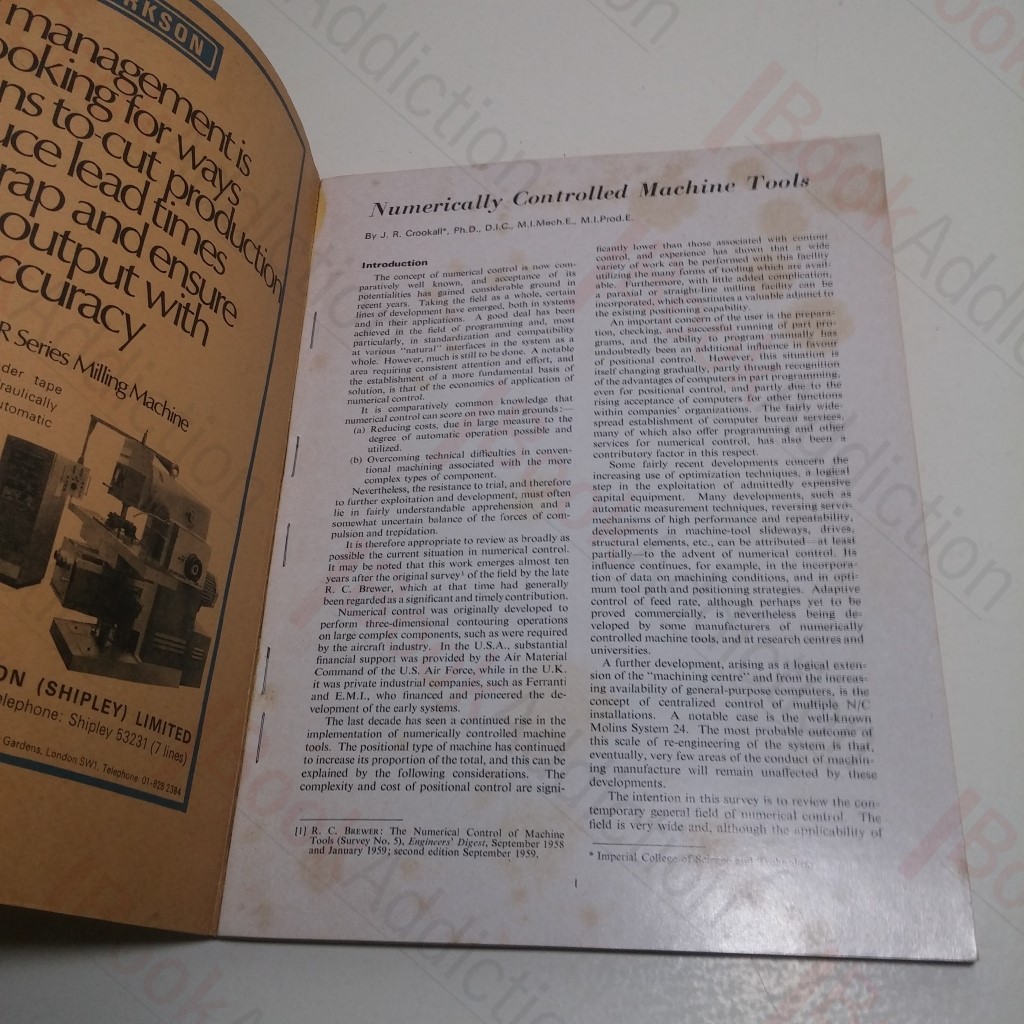 RKSON
management is
ooking for ways
ns to-cut production
uce lead times
rap and ensure
output with
ccuracy
R Series Milling Machine
der tape
raulically
utomatic
ON (SHIPLEY) LIMITED
elephone: Shipley 53231 (7 lines)
Gardens, London SW1. Telephone 01-828 2384
Numerically Controlled Machine Tools
By J. R. Crookall*, Ph.D., D.I.C., M.I.Mech.E., M.I.Prod.E.
Introduction
The concept of numerical control is now com-
paratively well known, and acceptance of its
potentialities has gained considerable ground in
recent years. Taking the field as a whole, certain
lines of development have emerged, both in systems
and in their applications. A good deal has been
achieved in the field of programming and, most
particularly, in standardization and compatibility
at various "natural" interfaces in the system as a
whole. However, much is still to be done. A notable
area requiring consistent attention and effort, and
the establishment of a more fundamental basis of
solution, is that of the economics of application of
numerical control.
It is comparatively common knowledge that
numerical control can score on two main grounds:—
(a) Reducing costs, due in large measure to the
degree of automatic operation possible and
utilized.
(b) Overcoming technical difficulties in conven-
tional machining associated with the more
complex types of component.
Nevertheless, the resistance to trial, and therefore
to further exploitation and development, must often
lie in fairly understandable apprehension and a
somewhat uncertain balance of the forces of com-
pulsion and trepidation.
It is therefore appropriate to review as broadly as
possible the current situation in numerical control.
It may be noted that this work emerges almost ten
years after the original survey¹ of the field by the late
R. C. Brewer, which at that time had generally
been regarded as a significant and timely contribution.
Numerical control was originally developed to
perform three-dimensional contouring operations
on large complex components, such as were required
by the aircraft industry. In the U.S.A., substantial
financial support was provided by the Air Material
Command of the U.S. Air Force, while in the U.K.
it was private industrial companies, such as Ferranti
and E.M.I., who financed and pioneered the de-
velopment of the early systems.
The last decade has seen a continued rise in the
implementation of numerically controlled machine
tools. The positional type of machine has continued
to increase its proportion of the total, and this can be
explained by the following considerations. The
complexity and cost of positional control are signi-
[1] R. C. BREWER: The Numerical Control of Machine
Tools (Survey No. 5), Engineers' Digest, September 1958
and January 1959; second edition September 1959.
ficantly lower than those associated with contour
control, and experience has shown that a wide
variety of work can be performed with this facility
utilizing the many forms of tooling which are avail-
able. Furthermore, with little added complication,
a paraxial or straight-line milling facility can be
incorporated, which constitutes a valuable adjunct to
the existing positioning capability.
An important concern of the user is the prepara-
tion, checking, and successful running of part pro-
grams, and the ability to program manually has
undoubtedly been an additional influence in favour
of positional control. However, this situation is
itself changing gradually, partly through recognition
of the advantages of computers in part programming,
even for positional control, and partly due to the
rising acceptance of computers for other functions
within companies' organizations. The fairly wide-
spread establishment of computer bureau services,
many of which also offer programming and other
services for numerical control, has also been a
contributory factor in this respect.
Some fairly recent developments concern the
increasing use of optimization techniques, a logical
step in the exploitation of admittedly expensive
capital equipment. Many developments, such as
automatic measurement techniques, reversing servo-
mechanisms of high performance and repeatability,
developments in machine-tool slideways, drives,
structural elements, etc., can be attributed—at least
partially—to the advent of numerical control. Its
influence continues, for example, in the incorpora-
tion of data on machining conditions, and in opti-
mum tool path and positioning strategies. Adaptive
control of feed rate, although perhaps yet to be
proved commercially, is nevertheless being de-
veloped by some manufacturers of numerically
controlled machine tools, and at research centres and
universities.
A further development, arising as a logical exten-
sion of the "machining centre" and from the increas-
ing availability of general-purpose computers, is the
concept of centralized control of multiple N/C
installations. A notable case is the well-known
Molins System 24. The most probable outcome of
this scale of re-engineering of the system is that,
eventually, very few areas of the conduct of machin-
ing manufacture will remain unaffected by these
developments.
The intention in this survey is to review the con-
temporary general field of numerical control. The
field is very wide and, although the applicability of
* Imperial College of Science and Technology
1
Book Addiction